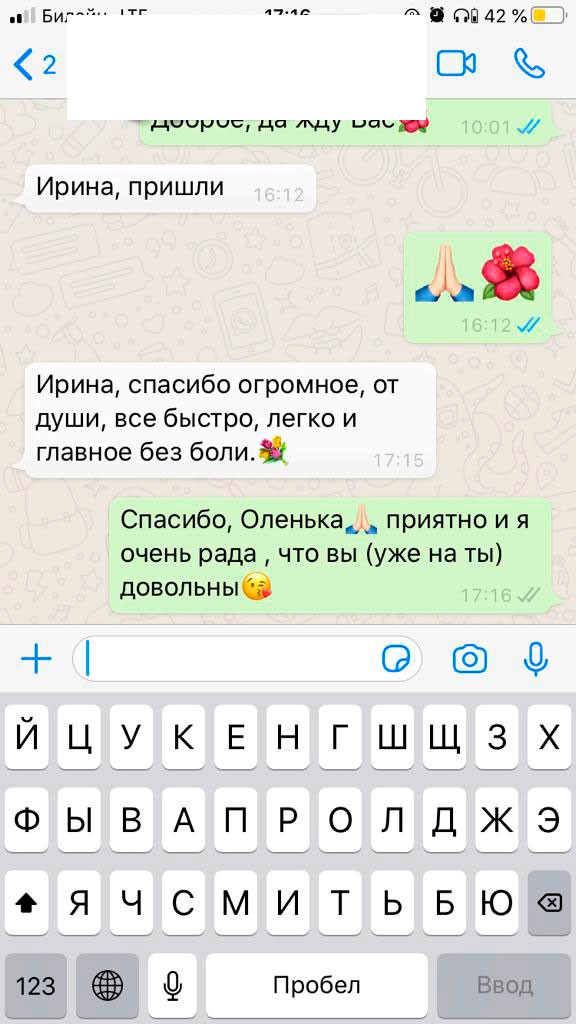 Билайн LTE 17:16 42 %
2
Доброе, да жду Вас🌺 10:01
Ирина, пришли 16:12
🙏🏻🌺
16:12
Ирина, спасибо огромное, от
души, все быстро, легко и
главное без боли.💐 17:15
Спасибо, Оленька🙏🏻 приятно и я
очень рада , что вы (уже на ты)
довольны😘 17:16
Й Ц У К Е Н Г Ш Щ З Х
Ф Ы В А П Р О Л Д Ж Э
Я Ч С М И Т Ь Б Ю
123 Пробел Ввод